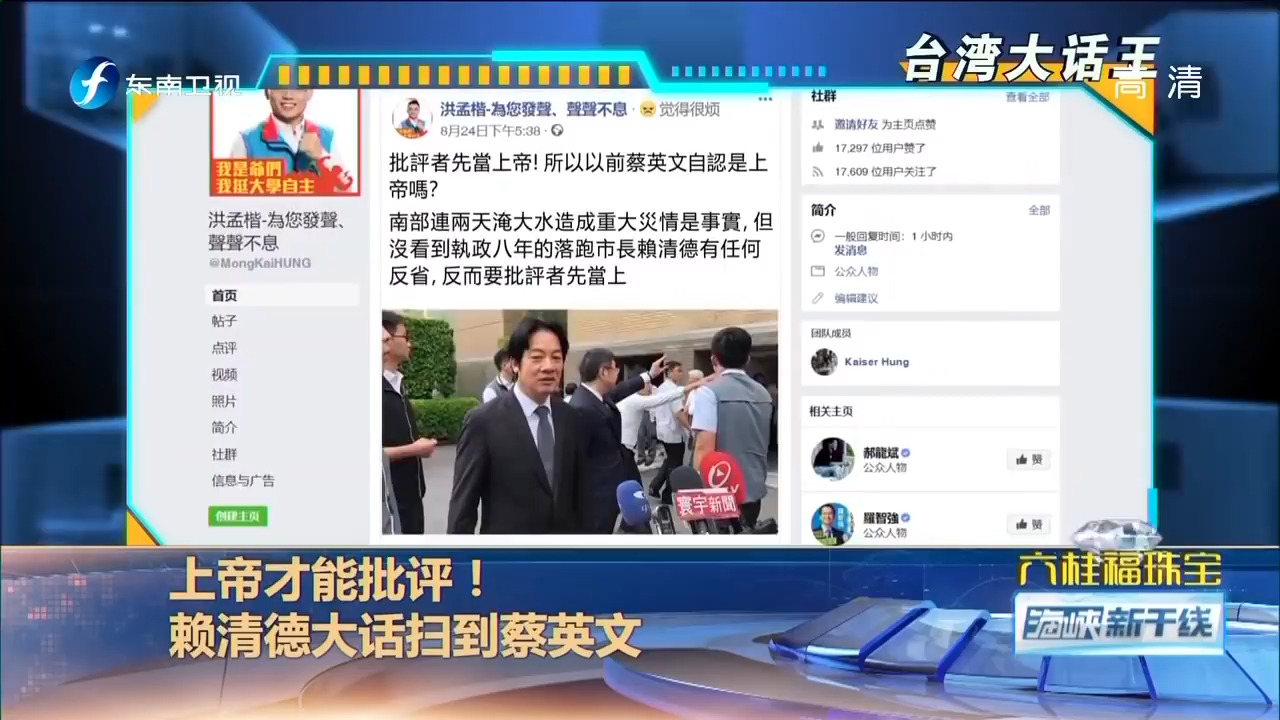 台湾大话王
东南卫视
高清
我是爺們
我挺大學自主
洪孟楷-為您發聲、
聲聲不息
@MongKaiHUNG
首页
帖子
点评
视频
照片
简介
社群
信息与广告
创建主页
洪孟楷-為您發聲、聲聲不息 · 觉得很烦
8月24日下午5:38 ·
批評者先當上帝! 所以以前蔡英文自認是上
帝嗎?
南部連兩天淹大水造成重大災情是事實, 但
沒看到執政八年的落跑市長賴清德有任何
反省, 反而要批評者先當上
寰宇新聞
社群
查看全部
邀请好友 为主页点赞
17,297 位用户赞了
17,609 位用户关注了
简介
全部
一般回复时间: 1 小时内
发消息
公众人物
编辑建议
团队成员
Kaiser Hung
相关主页
郝龍斌
公众人物
赞
羅智強
公众人物
赞
上帝才能批评！
赖清德大话扫到蔡英文
六桂福珠宝
海峡新干线